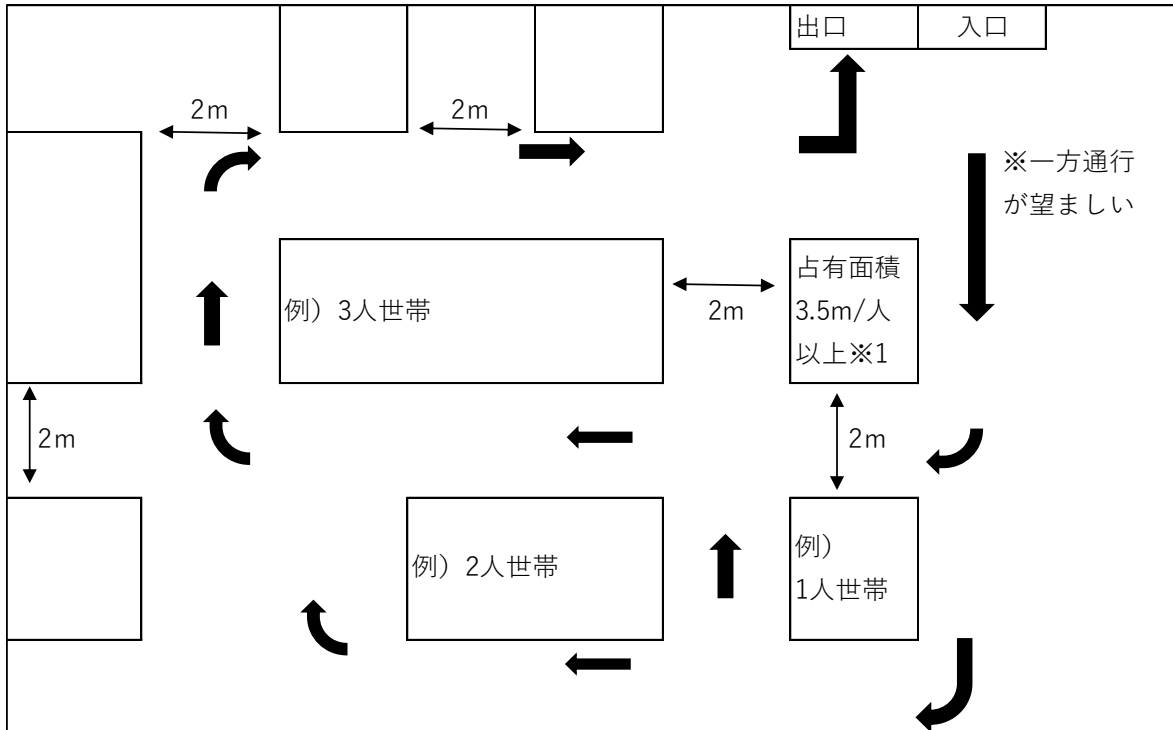 出口
入口
2m
2m
※一方通行
が望ましい
例）3人世帯
2m
占有面積
3.5m/人
以上※1
2m
2m
例）2人世帯
例）
1人世帯